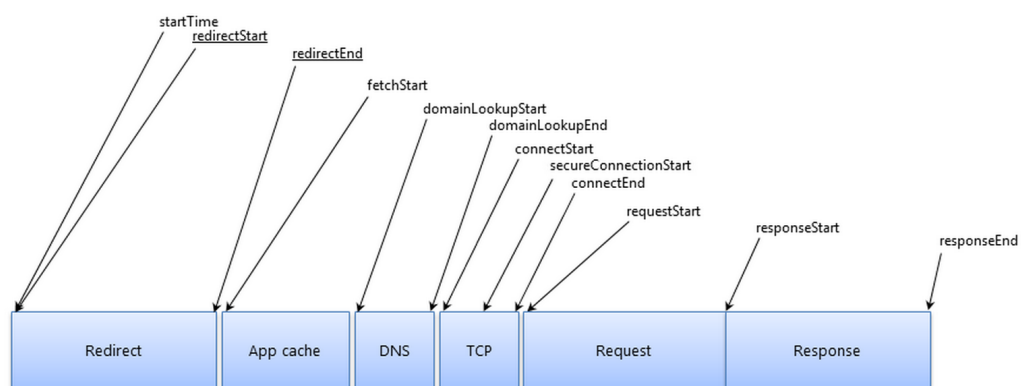 startTime
redirectStart
redirectEnd
fetchStart
domainLookupStart
domainLookupEnd
connectStart
secureConnectionStart
connectEnd
requestStart
responseStart
responseEnd
Redirect App cache DNS TCP Request Response